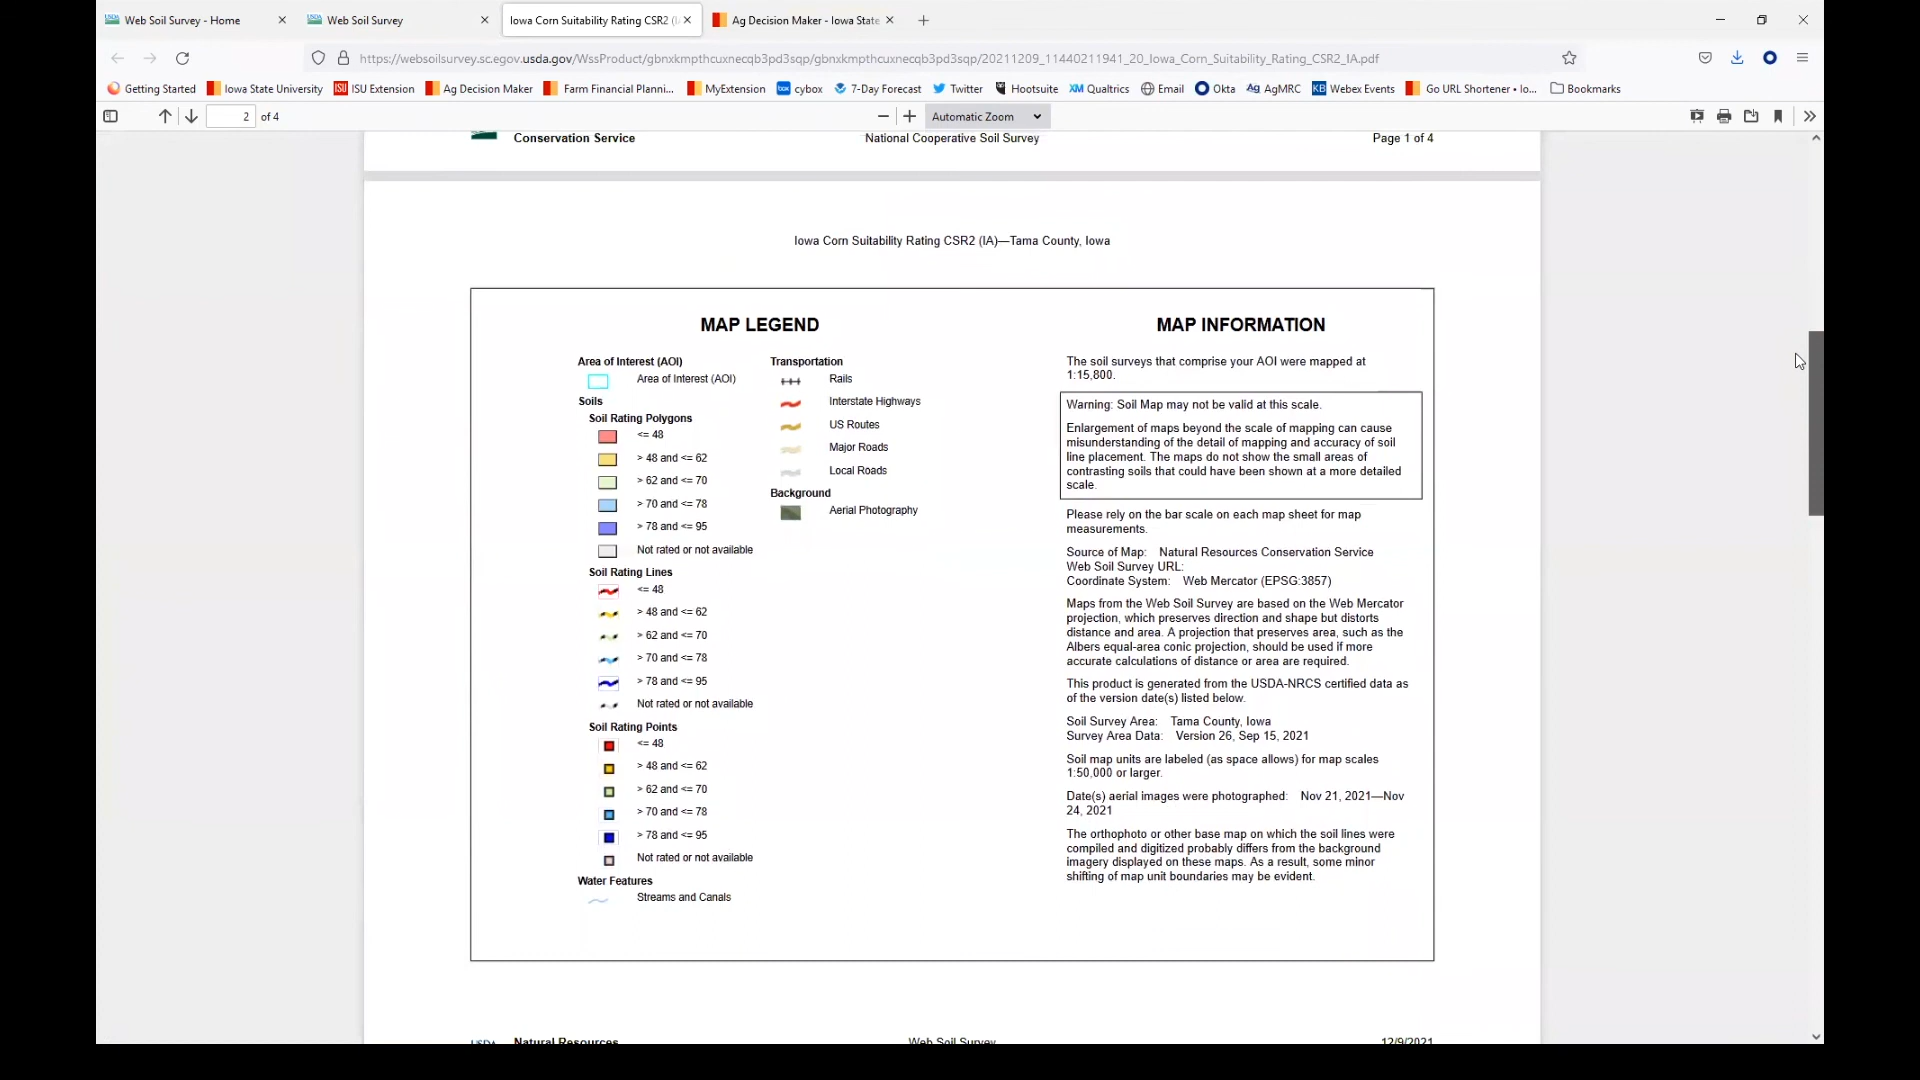 Web Soil Survey - Home
Web Soil Survey
Iowa Corn Suitability Rating CSR2 (I
Ag Decision Maker - Iowa State
https://websoilsurvey.sc.egov.usda.gov/WssProduct/gbnxkmpthcuxnecqb3pd3sqp/gbnxkmpthcuxnecqb3pd3sqp/20211209_11440211941_20_Iowa_Corn_Suitability_Rating_CSR2_IA.pdf
Getting Started Iowa State University ISU Extension Ag Decision Maker Farm Financial Planni... MyExtension cybox 7-Day Forecast Twitter Hootsuite XM Qualtrics Email Okta Ag AgMRC KB Webex Events Go URL Shortener • Io... Bookmarks
2 of 4 Automatic Zoom
Conservation Service National Cooperative Soil Survey Page 1 of 4
Iowa Corn Suitability Rating CSR2 (IA)—Tama County, Iowa
MAP LEGEND
Area of Interest (AOI)
Area of Interest (AOI)
Soils
Soil Rating Polygons
<= 48
> 48 and <= 62
> 62 and <= 70
> 70 and <= 78
> 78 and <= 95
Not rated or not available
Soil Rating Lines
<= 48
> 48 and <= 62
> 62 and <= 70
> 70 and <= 78
> 78 and <= 95
Not rated or not available
Soil Rating Points
<= 48
> 48 and <= 62
> 62 and <= 70
> 70 and <= 78
> 78 and <= 95
Not rated or not available
Water Features
Streams and Canals
Transportation
Rails
Interstate Highways
US Routes
Major Roads
Local Roads
Background
Aerial Photography
MAP INFORMATION
The soil surveys that comprise your AOI were mapped at
1:15,800.
Warning: Soil Map may not be valid at this scale.
Enlargement of maps beyond the scale of mapping can cause
misunderstanding of the detail of mapping and accuracy of soil
line placement. The maps do not show the small areas of
contrasting soils that could have been shown at a more detailed
scale.
Please rely on the bar scale on each map sheet for map
measurements.
Source of Map: Natural Resources Conservation Service
Web Soil Survey URL:
Coordinate System: Web Mercator (EPSG:3857)
Maps from the Web Soil Survey are based on the Web Mercator
projection, which preserves direction and shape but distorts
distance and area. A projection that preserves area, such as the
Albers equal-area conic projection, should be used if more
accurate calculations of distance or area are required.
This product is generated from the USDA-NRCS certified data as
of the version date(s) listed below.
Soil Survey Area: Tama County, Iowa
Survey Area Data: Version 26, Sep 15, 2021
Soil map units are labeled (as space allows) for map scales
1:50,000 or larger.
Date(s) aerial images were photographed: Nov 21, 2021—Nov
24, 2021
The orthophoto or other base map on which the soil lines were
compiled and digitized probably differs from the background
imagery displayed on these maps. As a result, some minor
shifting of map unit boundaries may be evident.
USDA Natural Resources Web Soil Survey 12/9/2021